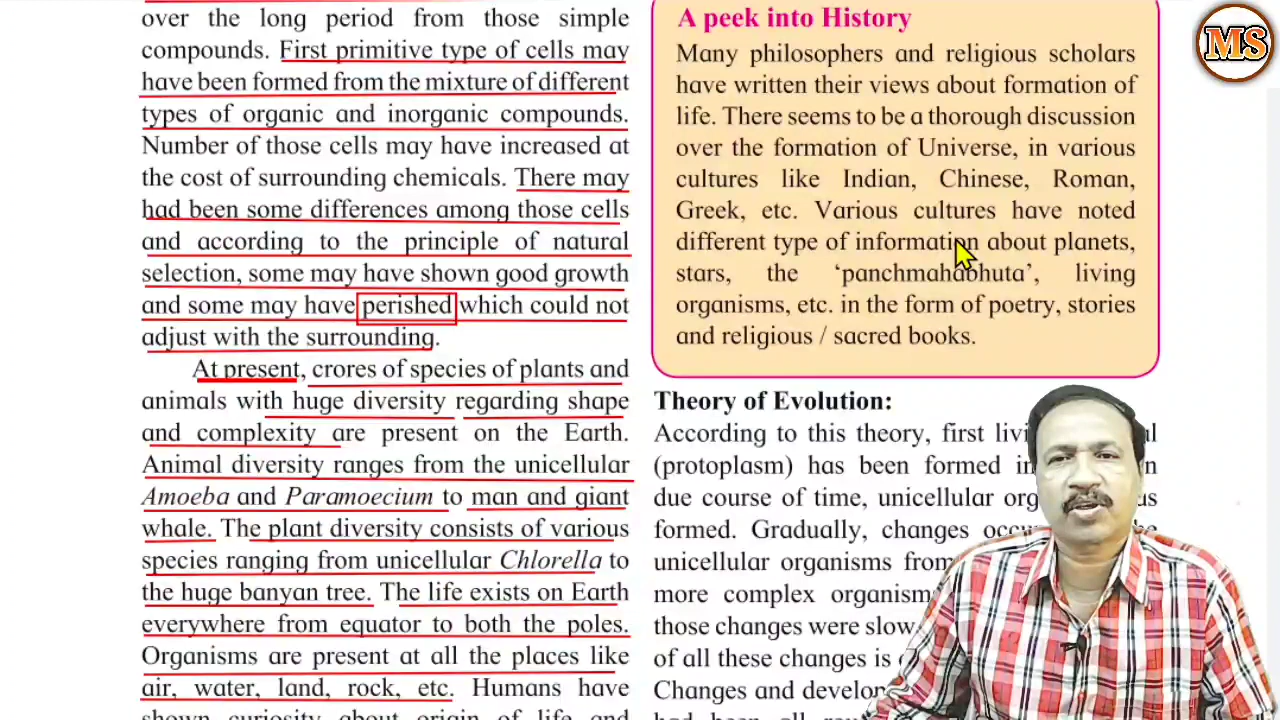 over the long period from those simple
compounds. First primitive type of cells may
have been formed from the mixture of different
types of organic and inorganic compounds.
Number of those cells may have increased at
the cost of surrounding chemicals. There may
had been some differences among those cells
and according to the principle of natural
selection, some may have shown good growth
and some may have perished which could not
adjust with the surrounding.
At present, crores of species of plants and
animals with huge diversity regarding shape
and complexity are present on the Earth.
Animal diversity ranges from the unicellular
Amoeba and Paramoecium to man and giant
whale. The plant diversity consists of various
species ranging from unicellular Chlorella to
the huge banyan tree. The life exists on Earth
everywhere from equator to both the poles.
Organisms are present at all the places like
air, water, land, rock, etc. Humans have
shown curiosity about origin of life and
A peek into History
Many philosophers and religious scholars
have written their views about formation of
life. There seems to be a thorough discussion
over the formation of Universe, in various
cultures like Indian, Chinese, Roman,
Greek, etc. Various cultures have noted
different type of information about planets,
stars, the ‘panchmahabhuta’, living
organisms, etc. in the form of poetry, stories
and religious / sacred books.
Theory of Evolution:
According to this theory, first
(protoplasm) has been formed
due course of time, unicellular
formed. Gradually, changes
unicellular organisms from
more complex
those changes were slow
of all these changes is
Changes and
had been all
MS